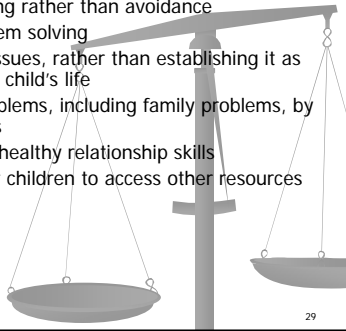 ng rather than avoidance
em solving
ssues, rather than establishing it as
child's life
blems, including family problems, by
s
healthy relationship skills
r children to access other resources
29